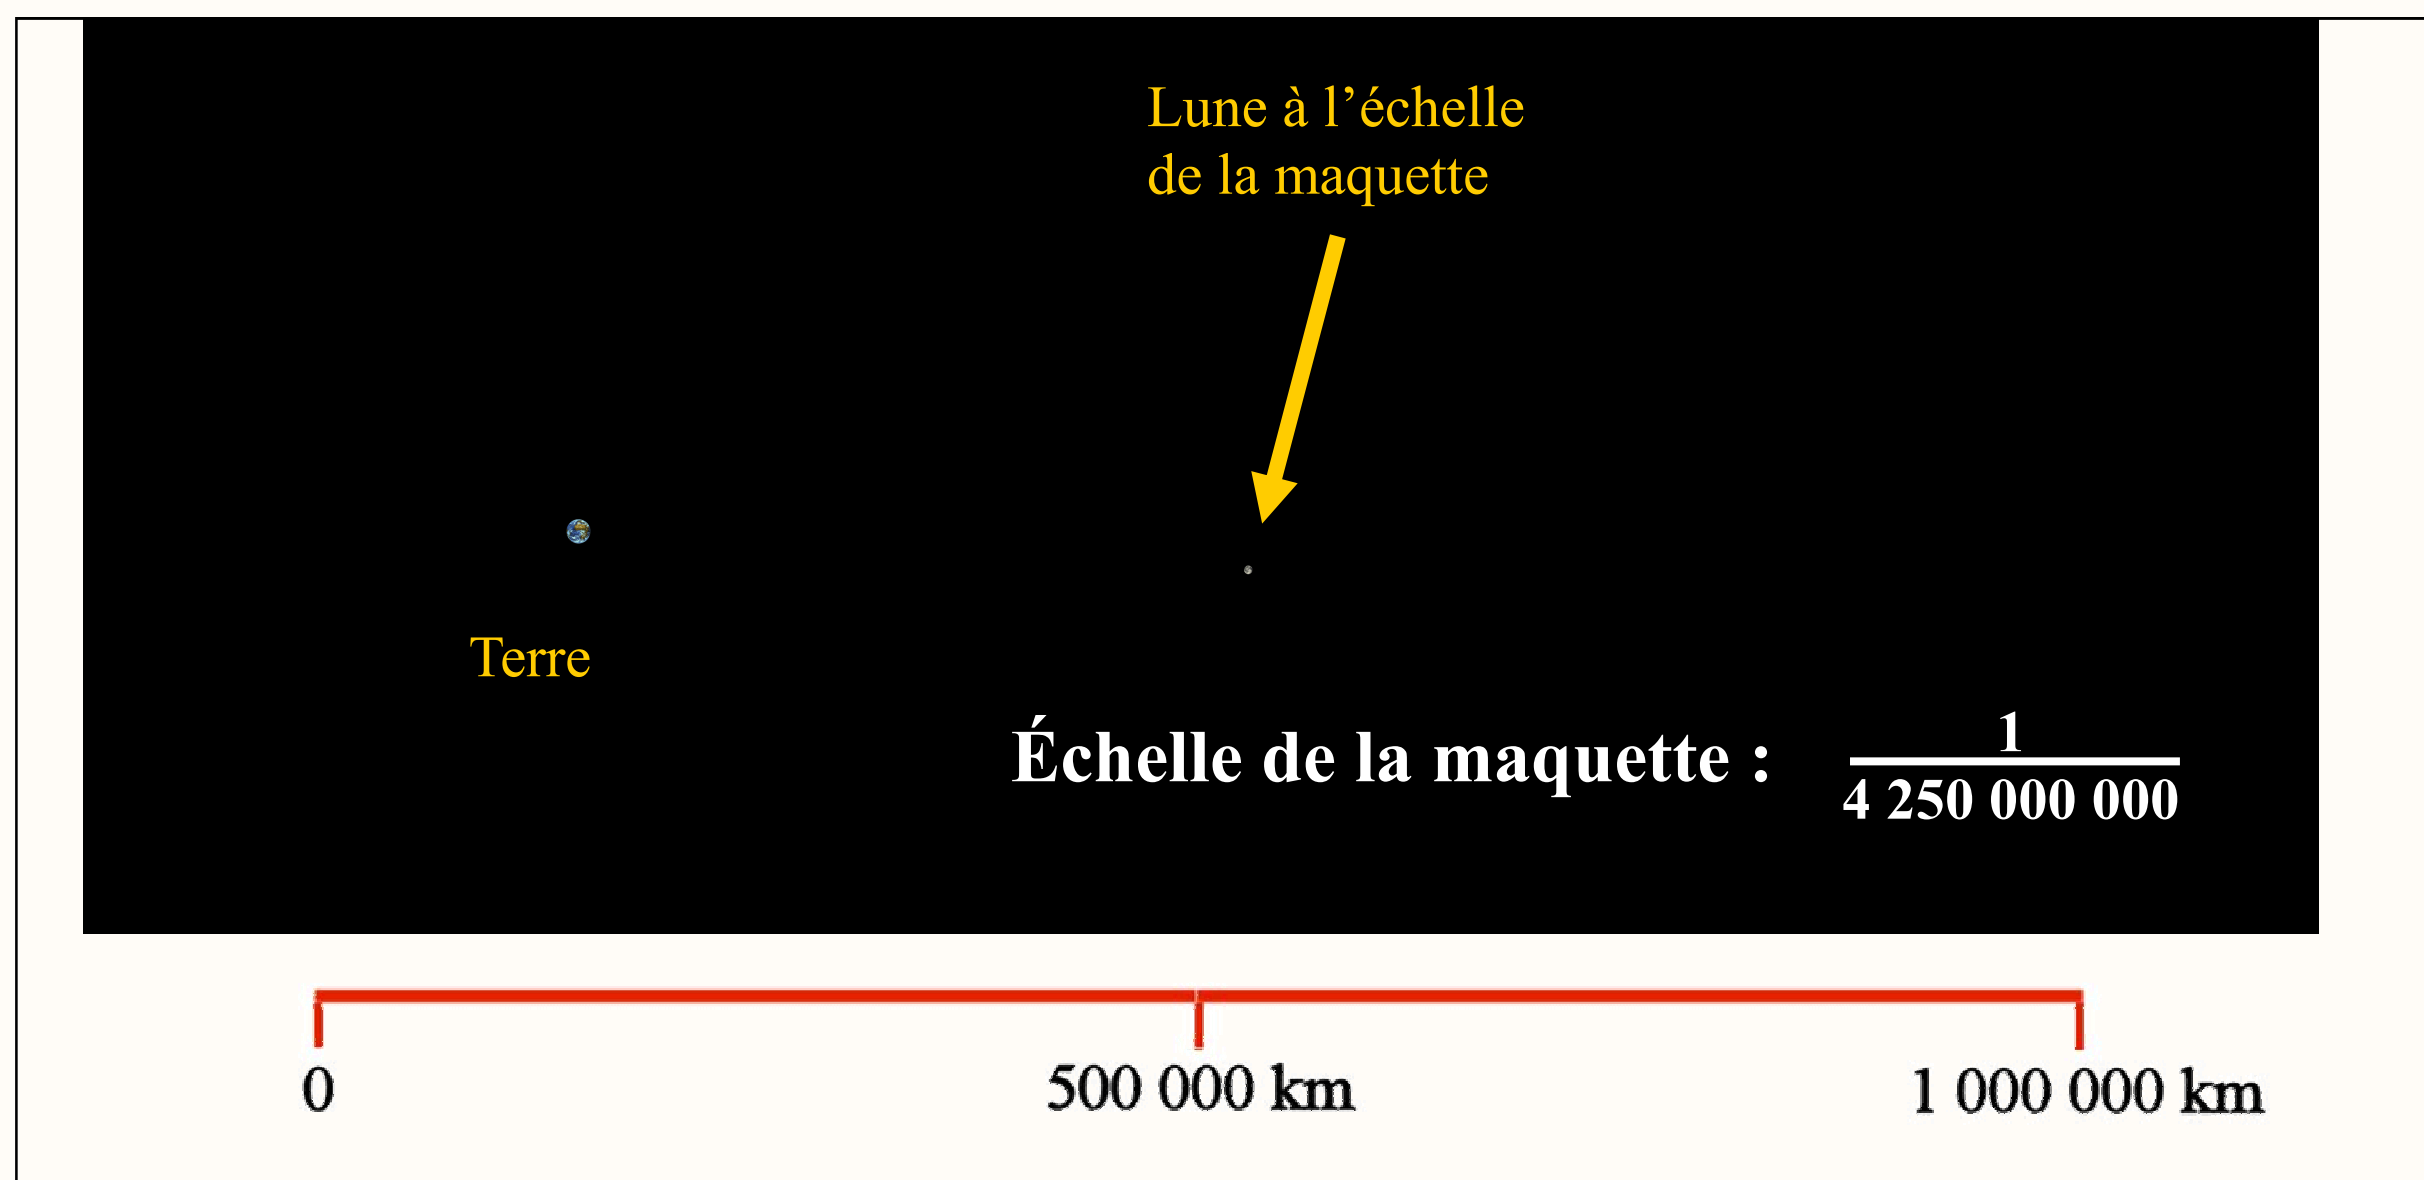 Lune à l’échelle
de la maquette
Terre
Échelle de la maquette :
1
4 250 000 000
0
500 000 km
1 000 000 km